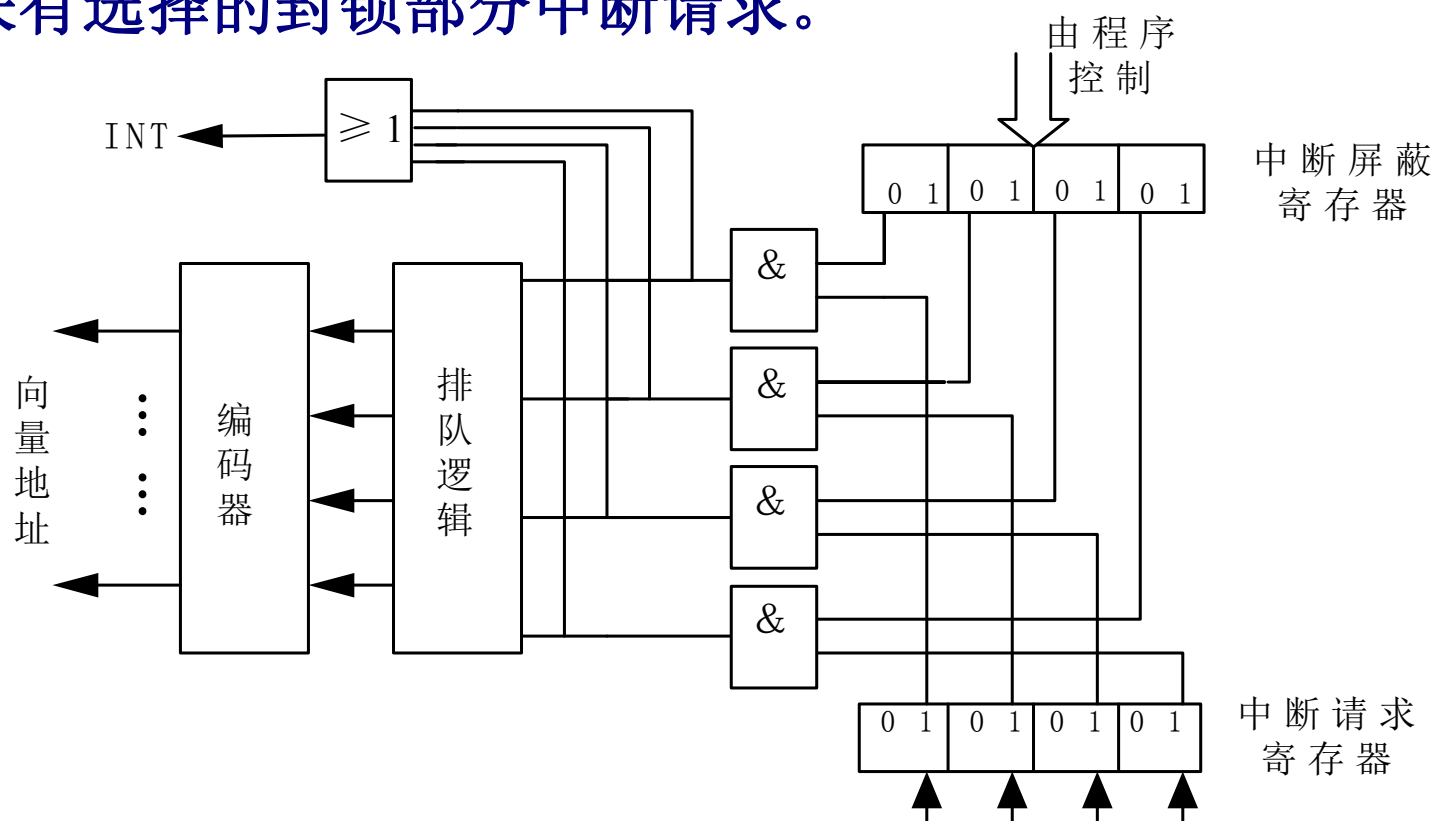 来有选择的封锁部分中断请求。
由程序
控制
INT
≥1
0 1 0 1 0 1 0 1
中断屏蔽
寄存器
&
&
&
&
向量地址
编码器
排队逻辑
0 1 0 1 0 1 0 1
中断请求
寄存器